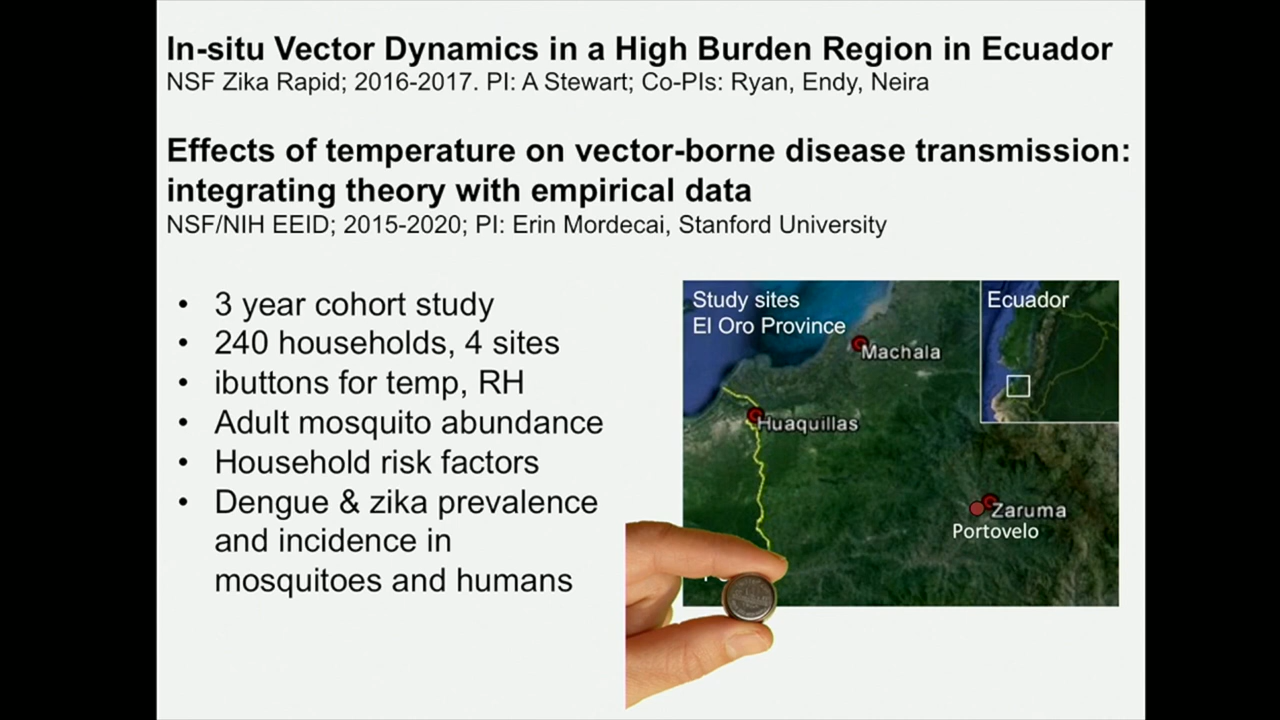 In-situ Vector Dynamics in a High Burden Region in Ecuador
NSF Zika Rapid; 2016-2017. PI: A Stewart; Co-PIs: Ryan, Endy, Neira
Effects of temperature on vector-borne disease transmission:
integrating theory with empirical data
NSF/NIH EEID; 2015-2020; PI: Erin Mordecai, Stanford University
• 3 year cohort study
• 240 households, 4 sites
• ibuttons for temp, RH
• Adult mosquito abundance
• Household risk factors
• Dengue & zika prevalence
and incidence in
mosquitoes and humans
Study sites
El Oro Province
Ecuador
Machala
Huaquillas
Zaruma
Portovelo